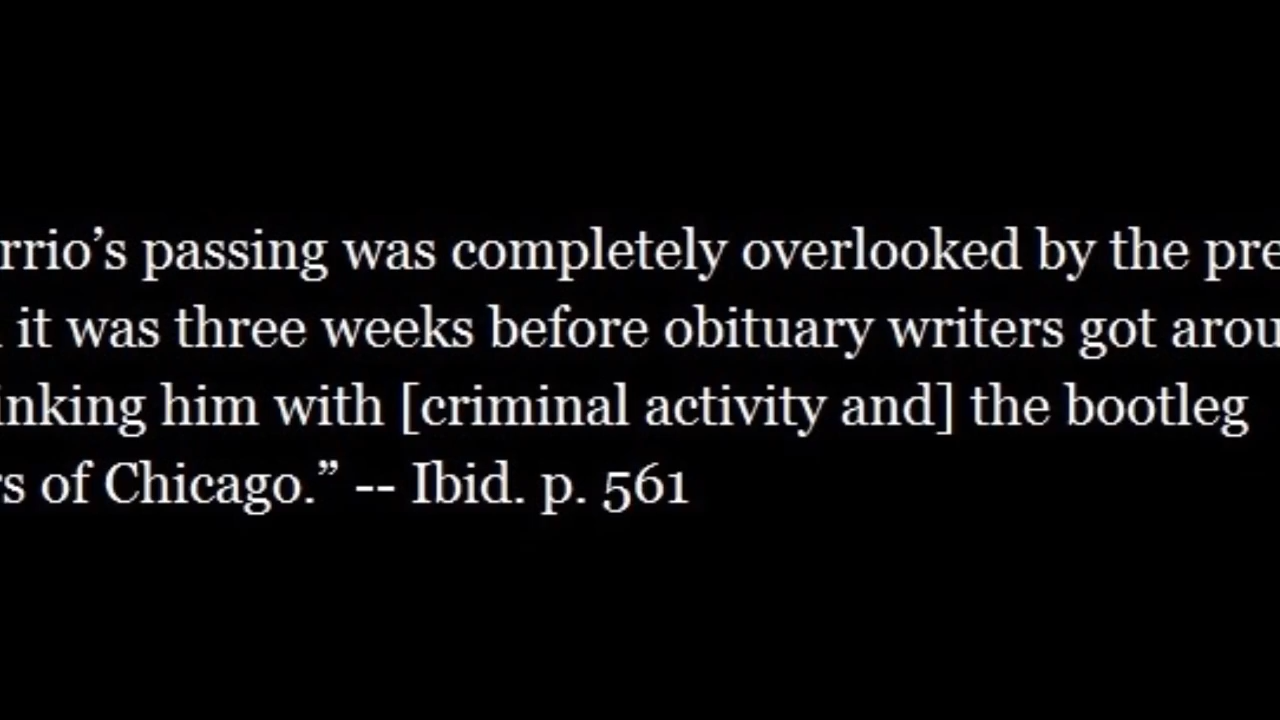 rrio’s passing was completely overlooked by the pre
it was three weeks before obituary writers got arou
inking him with [criminal activity and] the bootleg
s of Chicago.” -- Ibid. p. 561